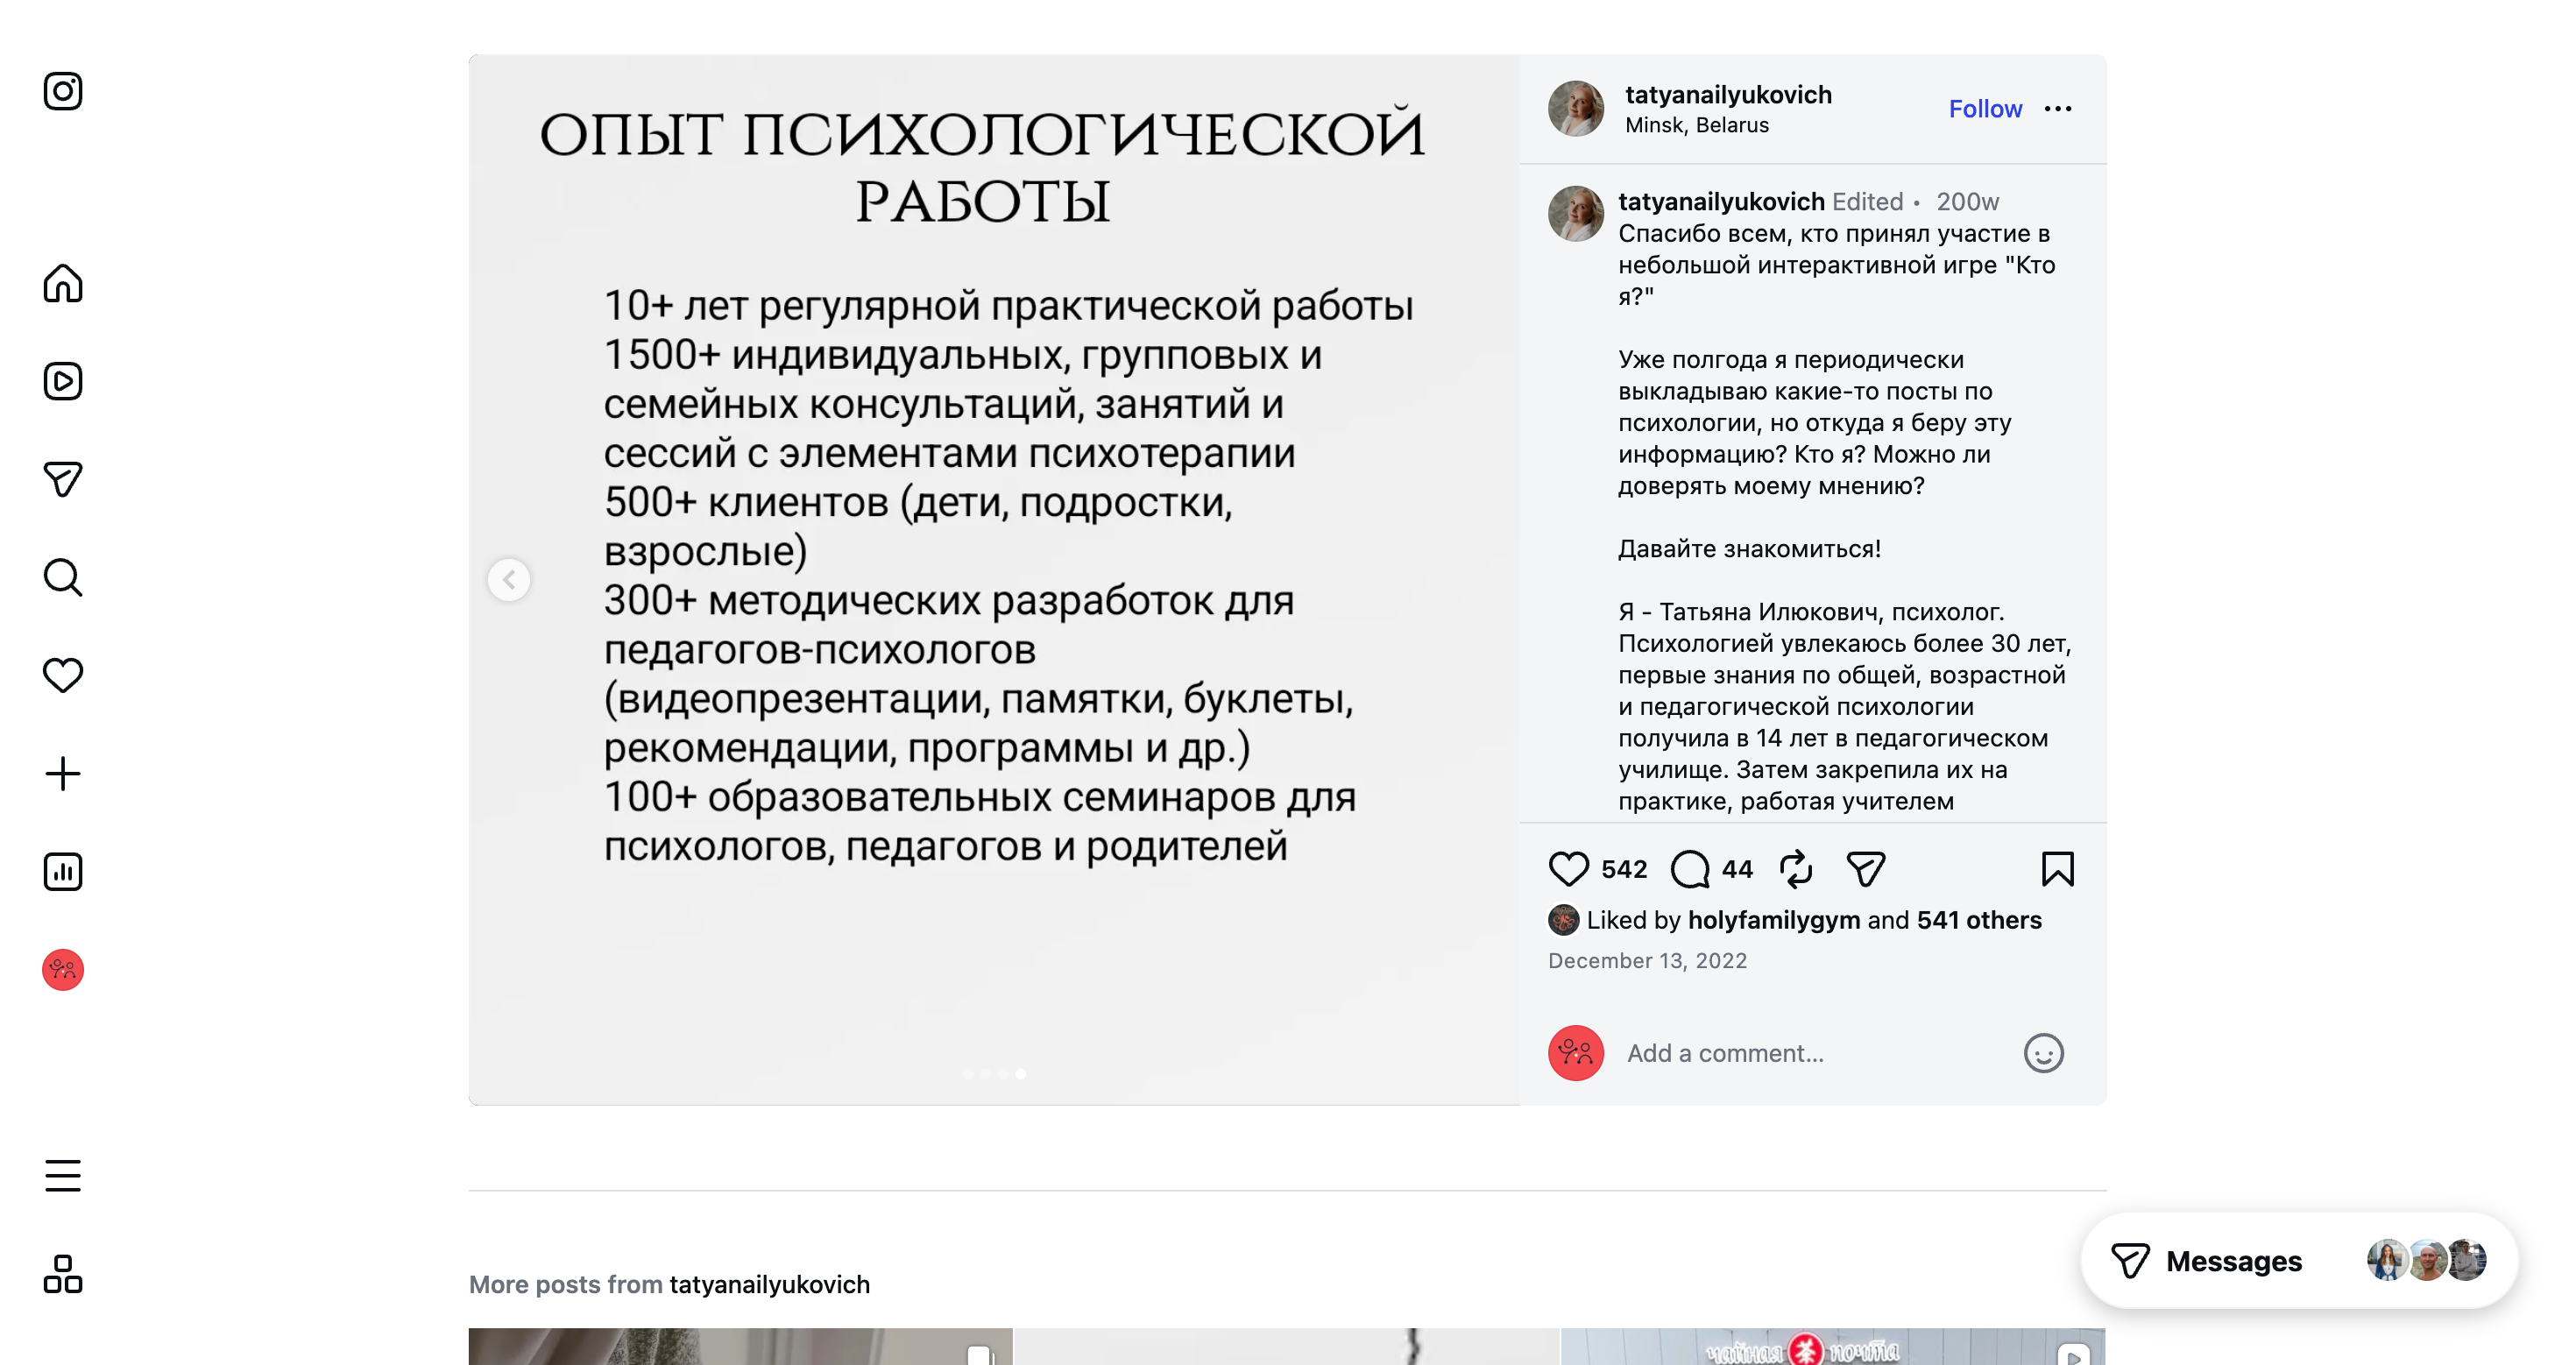 ОПЫТ ПСИХОЛОГИЧЕСКОЙ
РАБОТЫ
10+ лет регулярной практической работы
1500+ индивидуальных, групповых и
семейных консультаций, занятий и
сессий с элементами психотерапии
500+ клиентов (дети, подростки,
взрослые)
300+ методических разработок для
педагогов-психологов
(видеопрезентации, памятки, буклеты,
рекомендации, программы и др.)
100+ образовательных семинаров для
психологов, педагогов и родителей
tatyanailyukovich
Minsk, Belarus
Follow
tatyanailyukovich Edited • 200w
Спасибо всем, кто принял участие в
небольшой интерактивной игре "Кто
я?"
Уже полгода я периодически
выкладываю какие-то посты по
психологии, но откуда я беру эту
информацию? Кто я? Можно ли
доверять моему мнению?
Давайте знакомиться!
Я - Татьяна Илюкович, психолог.
Психологией увлекаюсь более 30 лет,
первые знания по общей, возрастной
и педагогической психологии
получила в 14 лет в педагогическом
училище. Затем закрепила их на
практике, работая учителем
542 44
Liked by holyfamilygym and 541 others
December 13, 2022
Add a comment...
Messages
More posts from tatyanailyukovich
чайная почта